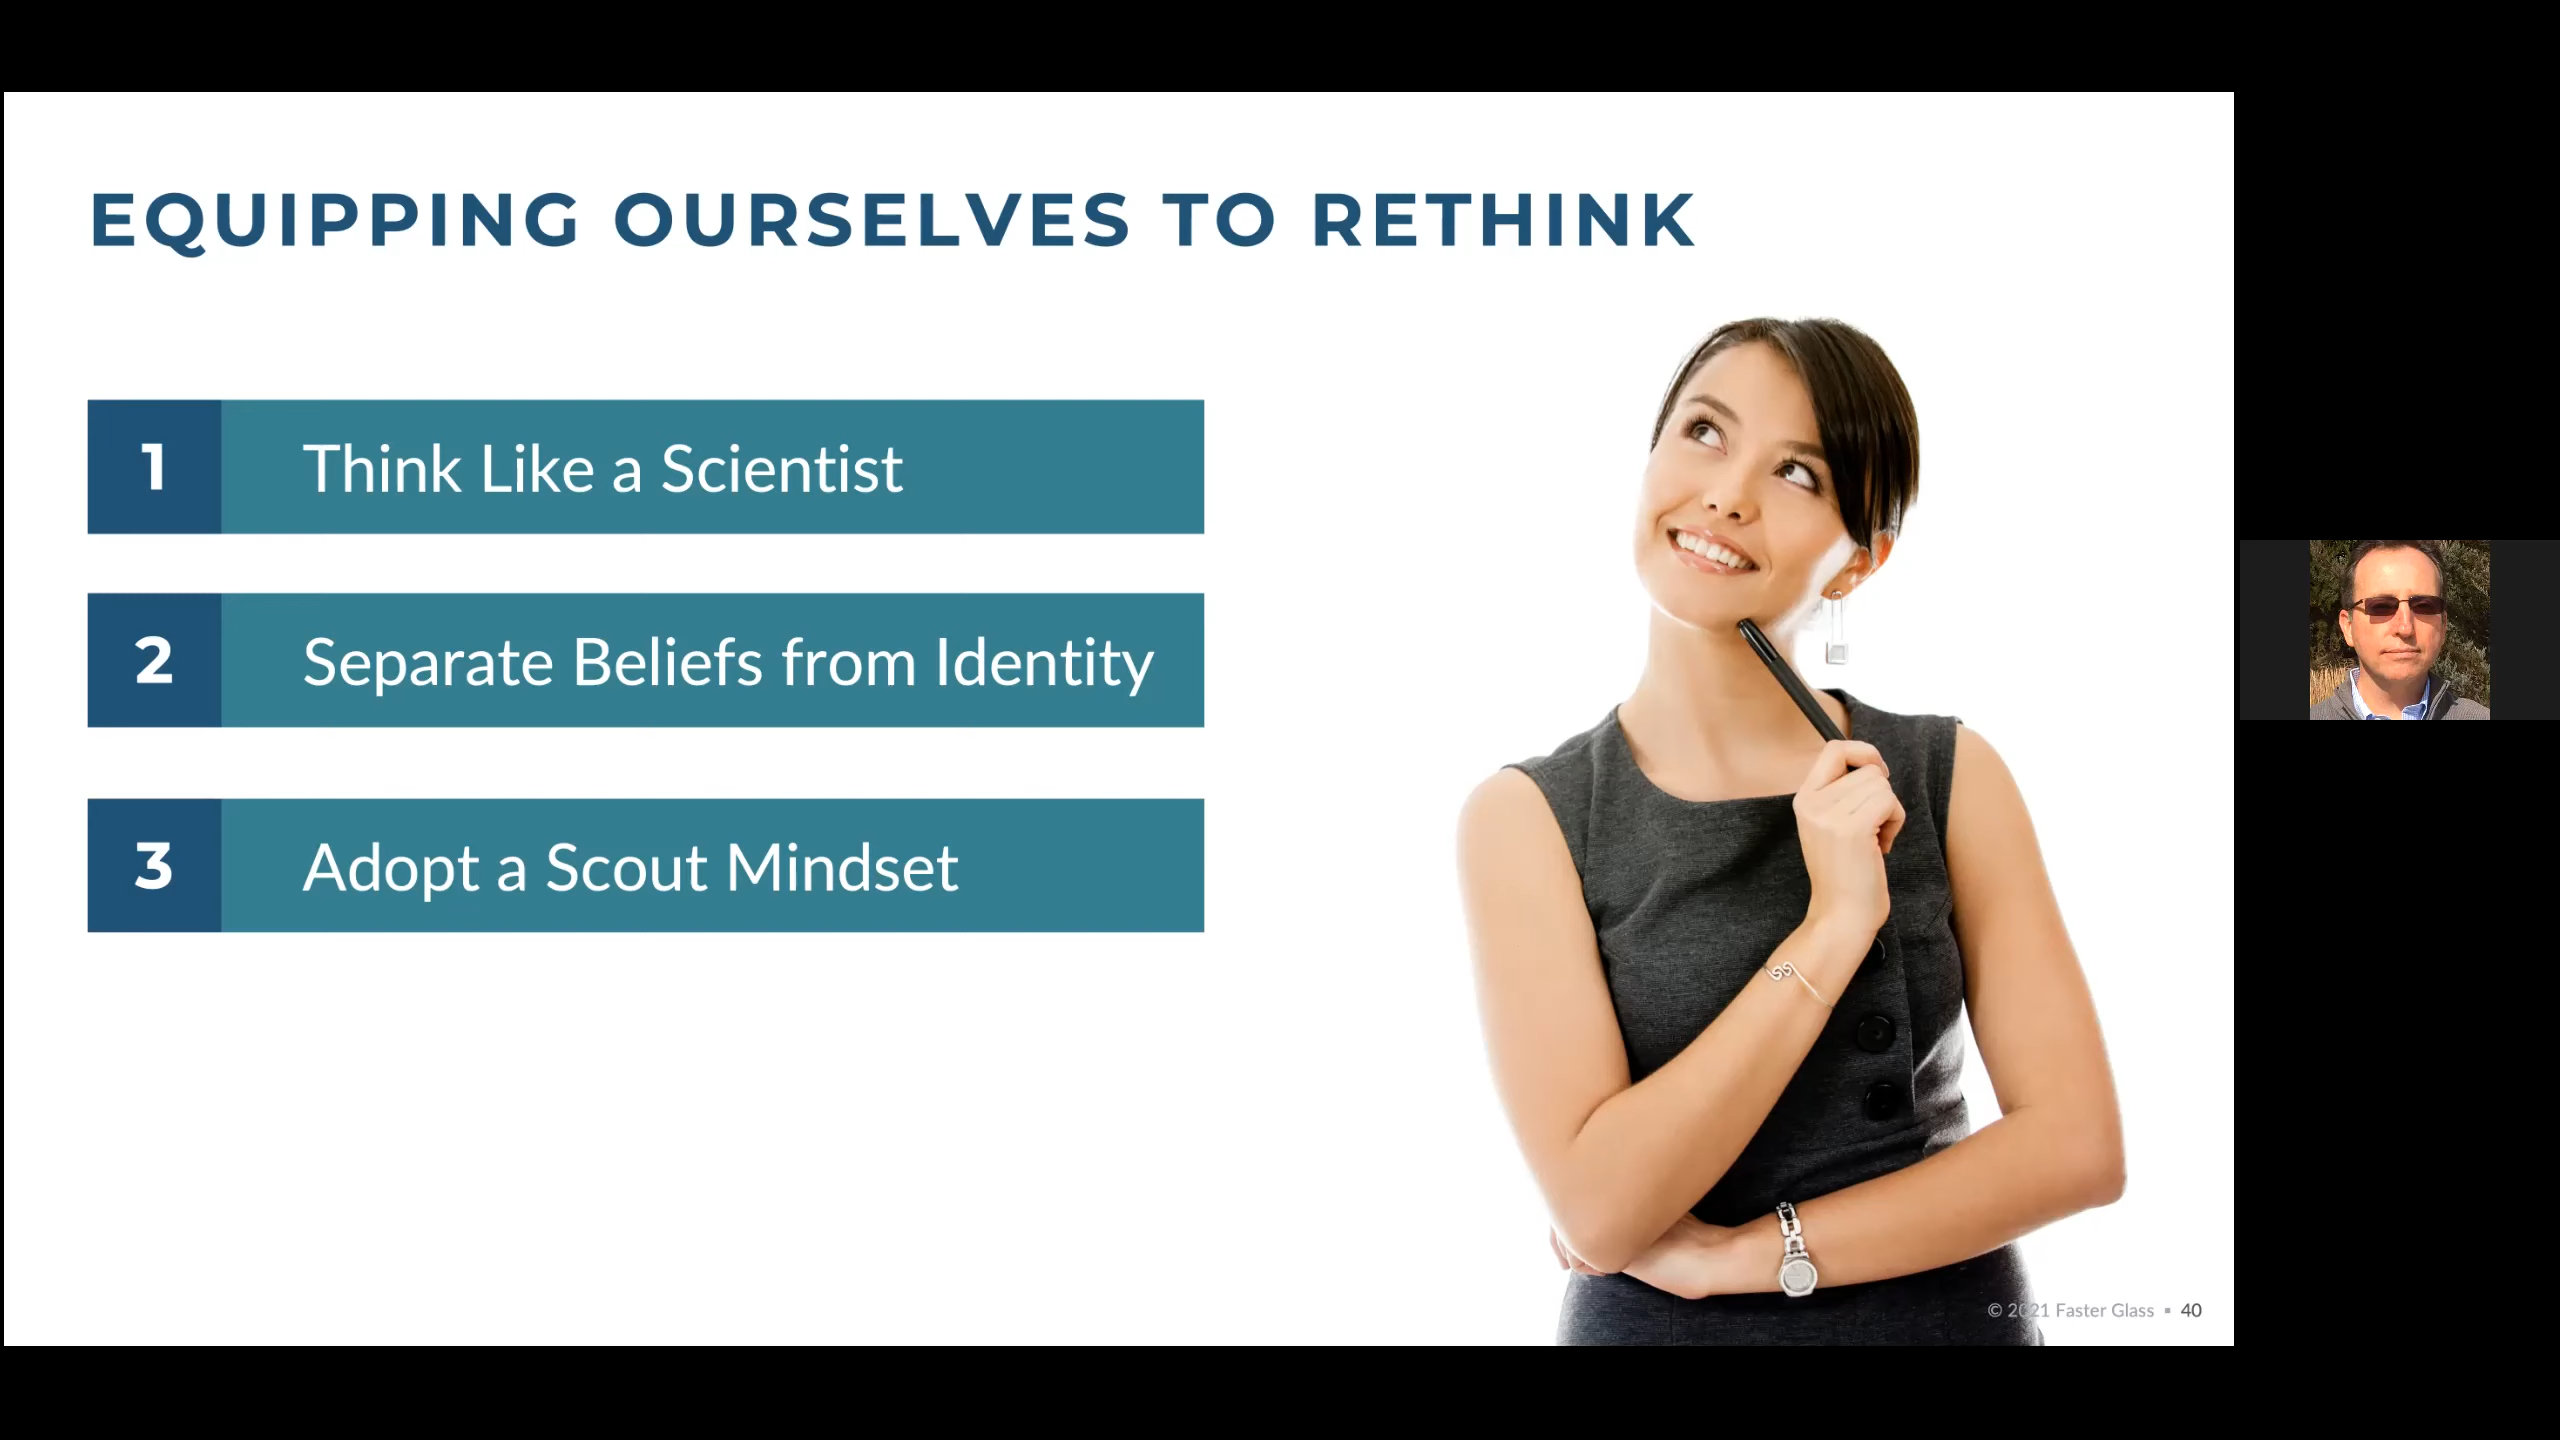 EQUIPPING OURSELVES TO RETHINK
1 Think Like a Scientist
2 Separate Beliefs from Identity
3 Adopt a Scout Mindset
© 2021 Faster Glass ▪ 40